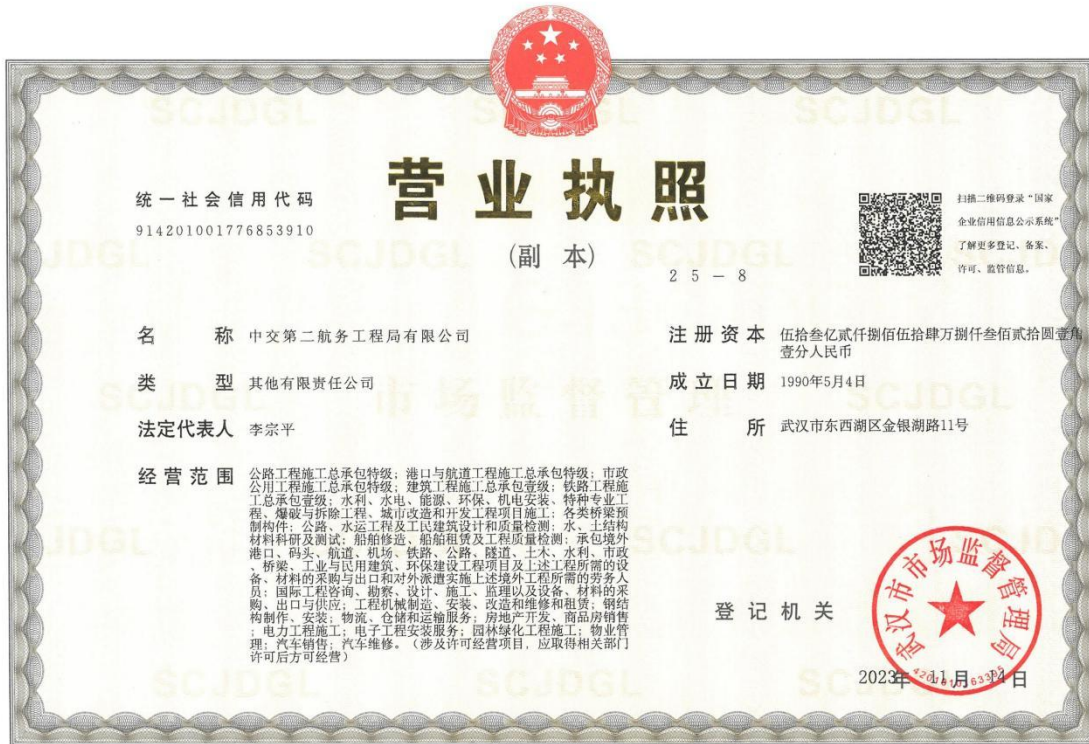 营业执照
(副 本)
25-8
统一社会信用代码
914201001776853910
扫描二维码登录“国家
企业信用信息公示系统”
了解更多登记、备案、
许可、监管信息。
名 称 中交第二航务工程局有限公司
类 型 其他有限责任公司
法定代表人 李宗平
经营范围 公路工程施工总承包特级；港口与航道工程施工总承包特级；市政
公用工程施工总承包特级；建筑工程施工总承包壹级；铁路工程施
工总承包壹级；水利、水电、能源、环保、机电安装、特种专业工
程、爆破与拆除工程、城市改造和开发工程项目施工；各类桥梁预
制构件；公路、水运工程及工民建筑设计和质量检测；水、土结构
材料科研及测试；船舶修造、船舶租赁及工程质量检测；承包境外
港口、码头、航道、机场、铁路、公路、隧道、土木、水利、市政
、桥梁、工业与民用建筑、环保建设工程项目及上述工程所需的设
备、材料的采购与出口和对外派遣实施上述境外工程所需的劳务人
员；国际工程咨询、勘察、设计、施工、监理以及设备、材料的采
购、出口与供应；工程机械制造、安装、改造和维修和租赁；钢结
构制作、安装；物流、仓储和运输服务；房地产开发、商品房销售
；电力工程施工；电子工程安装服务；园林绿化工程施工；物业管
理；汽车销售；汽车维修。（涉及许可经营项目，应取得相关部门
许可后方可经营）
注册资本 伍拾叁亿贰仟捌佰伍拾肆万捌仟叁佰贰拾圆壹角
壹分人民币
成立日期 1990年5月4日
住 所 武汉市东西湖区金银湖路11号
登记机关
武汉市市场监督管理局
2023年 11月 14日
SCJDGL
市场监督管理